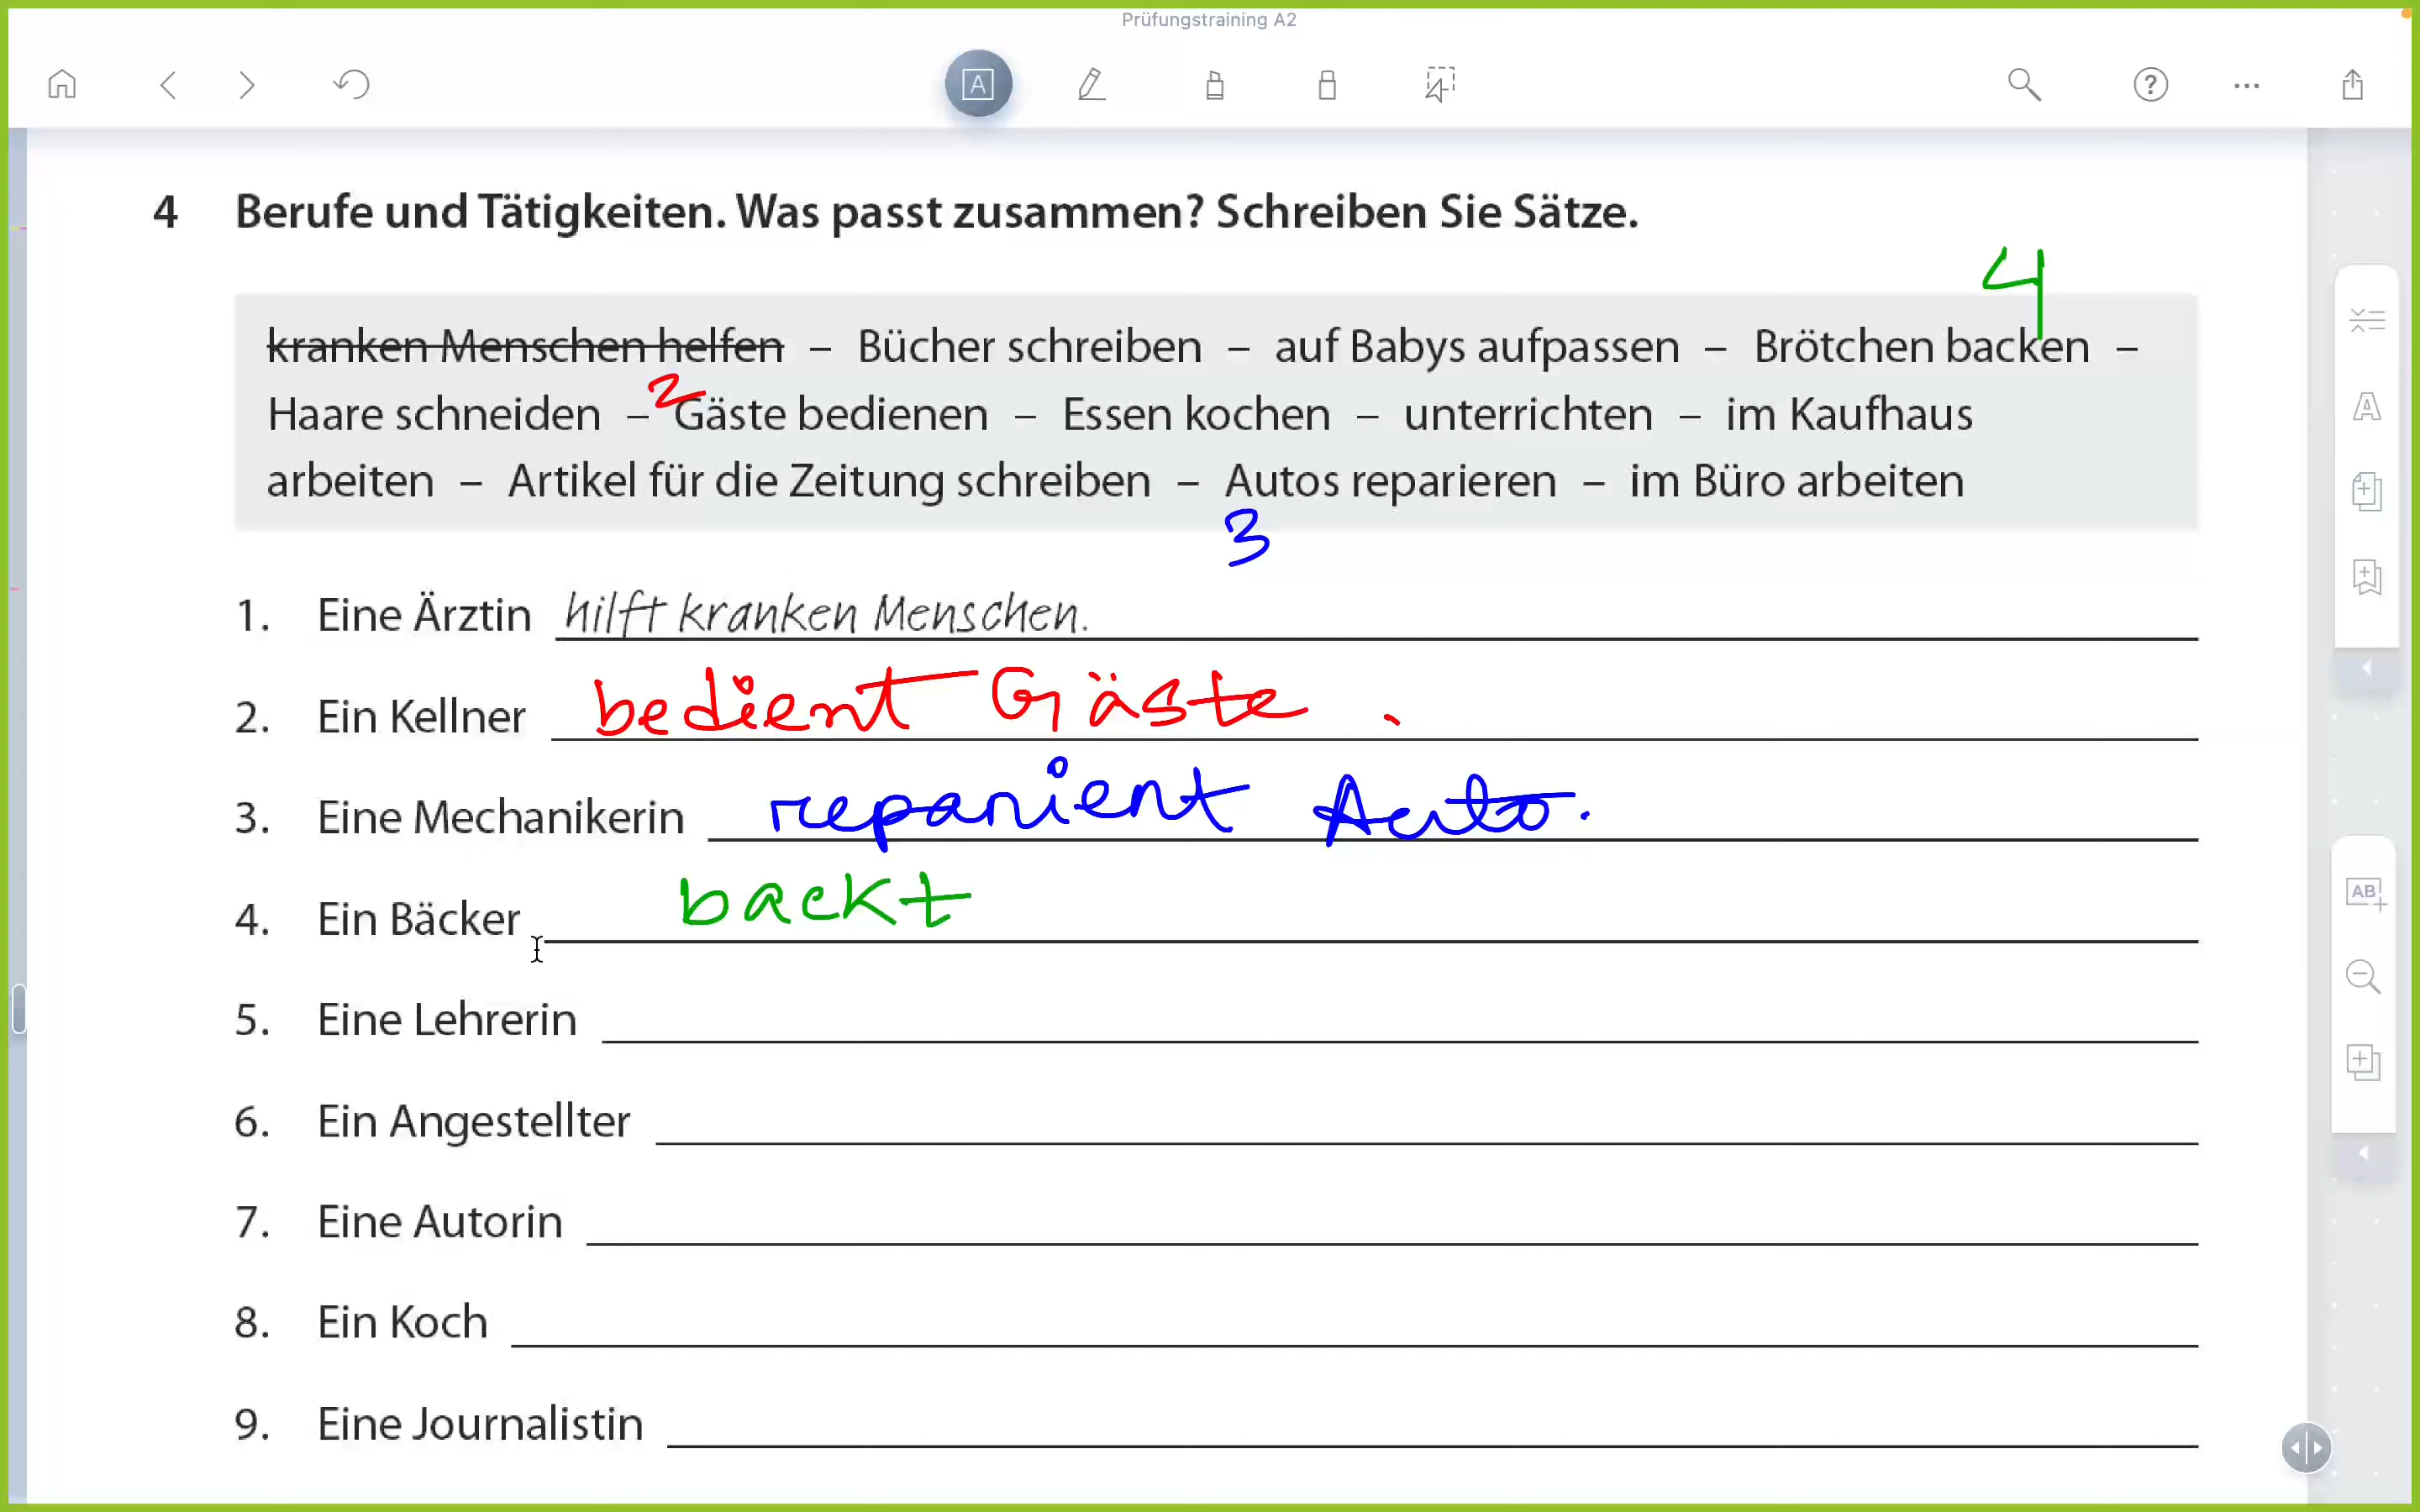 Prüfungstraining A2
A
4 Berufe und Tätigkeiten. Was passt zusammen? Schreiben Sie Sätze.
4
kranken Menschen helfen – Bücher schreiben – auf Babys aufpassen – Brötchen backen –
2
Haare schneiden – Gäste bedienen – Essen kochen – unterrichten – im Kaufhaus
arbeiten – Artikel für die Zeitung schreiben – Autos reparieren – im Büro arbeiten
3
1. Eine Ärztin hilft kranken Menschen.
2. Ein Kellner bedient Gäste.
3. Eine Mechanikerin repariert Auto.
4. Ein Bäcker backt
5. Eine Lehrerin
6. Ein Angestellter
7. Eine Autorin
8. Ein Koch
9. Eine Journalistin
A
AB